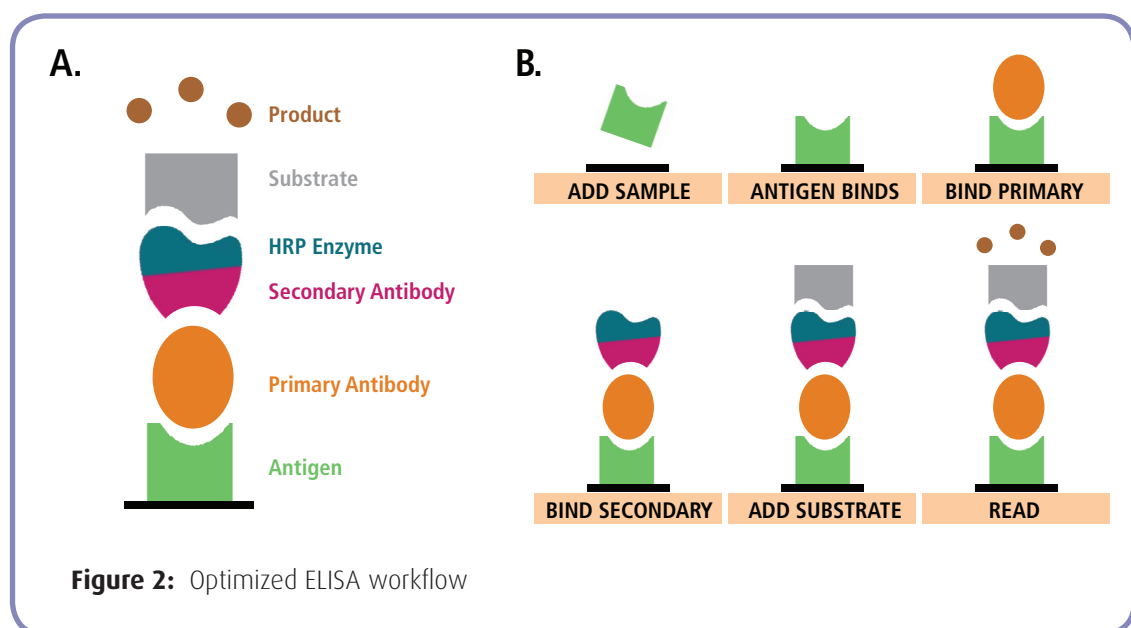 A.
Product
Substrate
HRP Enzyme
Secondary Antibody
Primary Antibody
Antigen
B.
ADD SAMPLE
ANTIGEN BINDS
BIND PRIMARY
BIND SECONDARY
ADD SUBSTRATE
READ
Figure 2: Optimized ELISA workflow